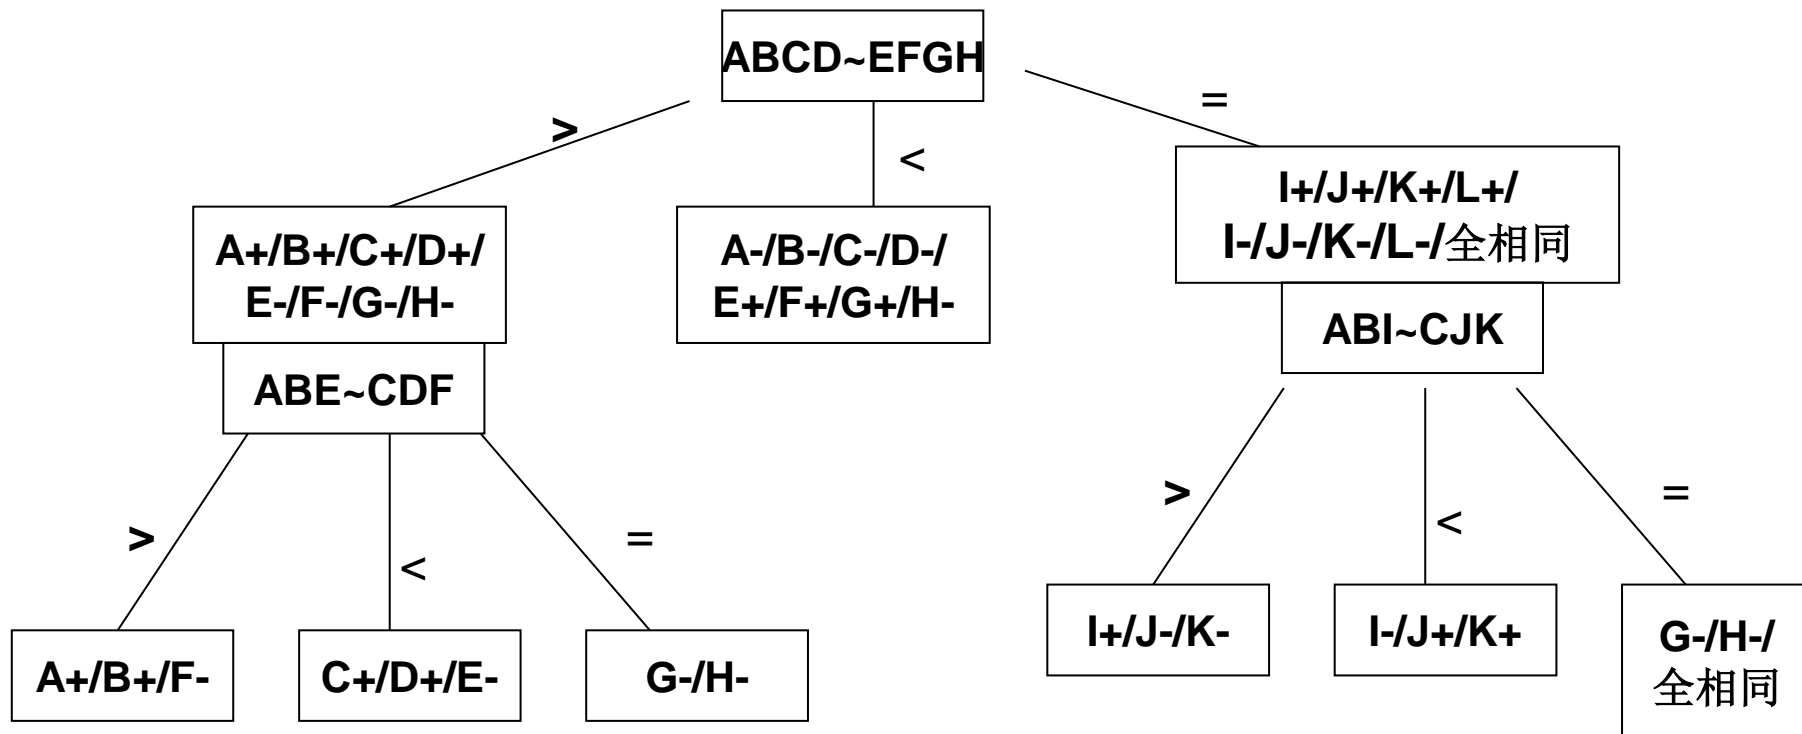 ABCD~EFGH
>
<
=
I+/J+/K+/L+/
I-/J-/K-/L-/全相同
A+/B+/C+/D+/
E-/F-/G-/H-
A-/B-/C-/D-/
E+/F+/G+/H-
ABI~CJK
ABE~CDF
>
<
=
>
<
=
A+/B+/F-
C+/D+/E-
G-/H-
I+/J-/K-
I-/J+/K+
G-/H-/
全相同